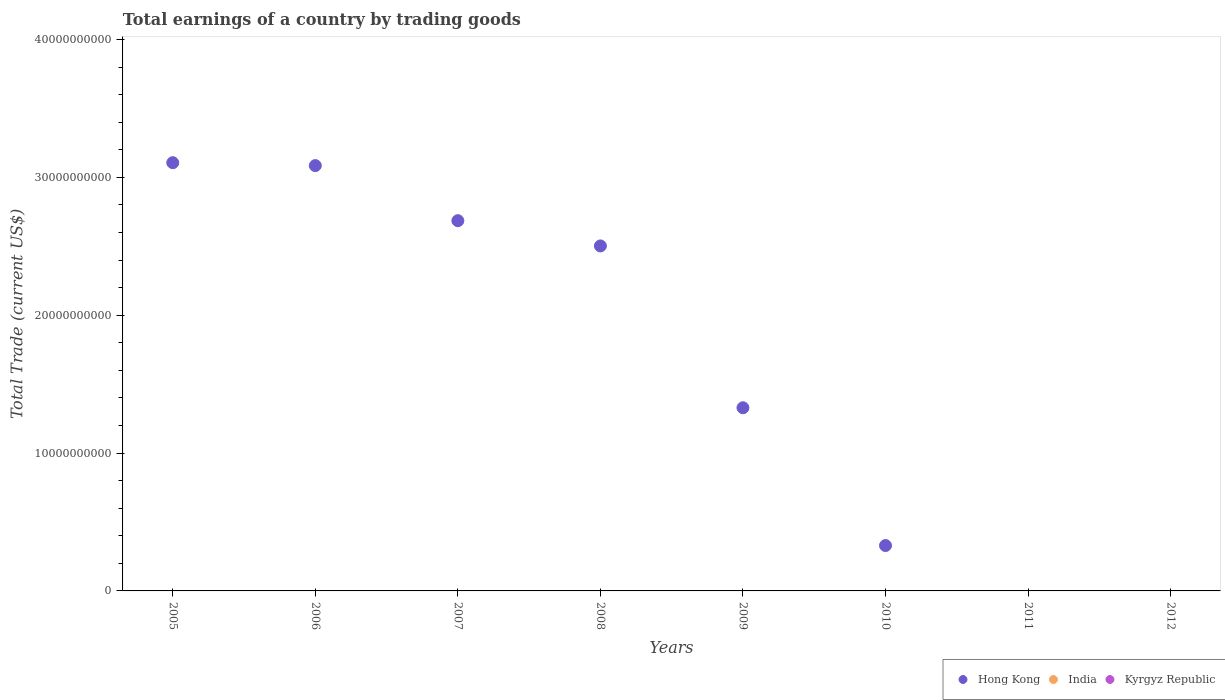 Total earnings of a country by trading goods
Total Trade (current US$)
40000000000
30000000000
20000000000
10000000000
0
2005
2006
2007
2008
2009
2010
2011
2012
Years
Hong Kong
India
Kyrgyz Republic